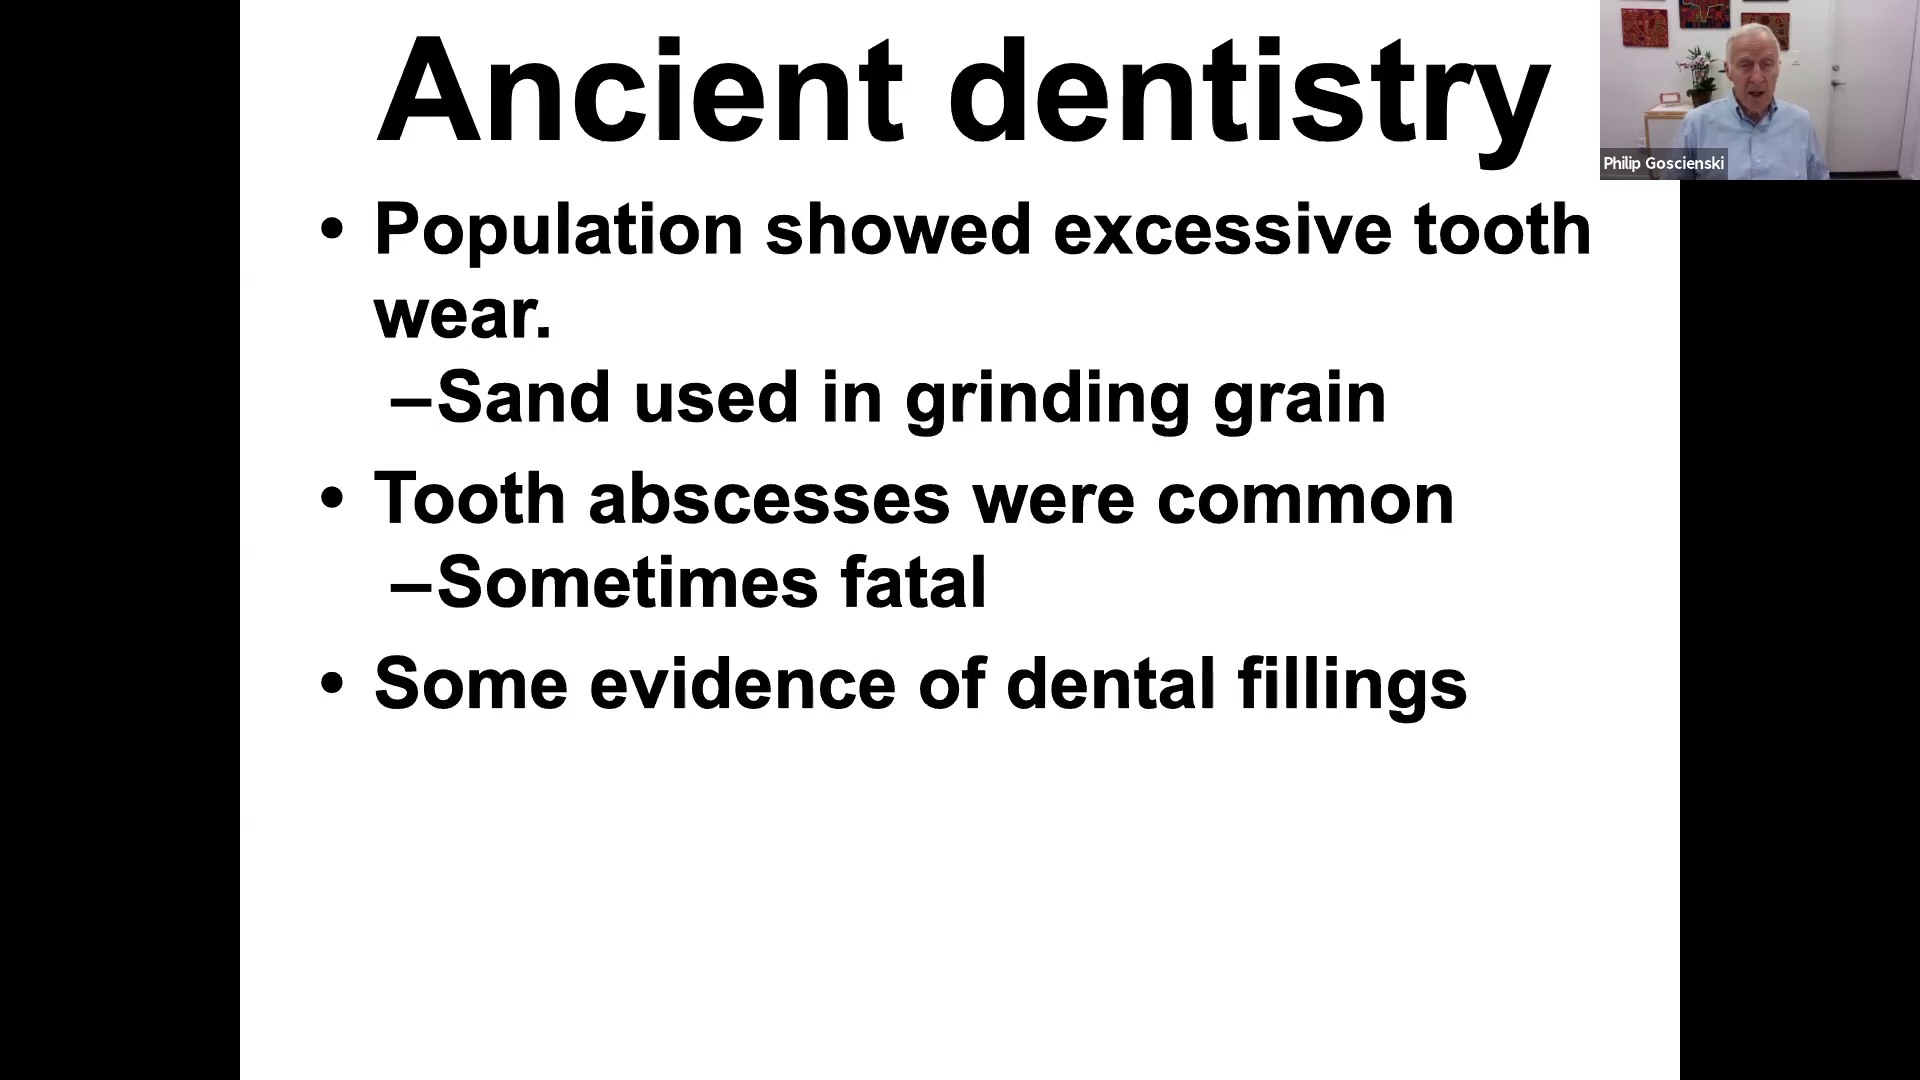 Ancient dentistry
• Population showed excessive tooth
wear.
–Sand used in grinding grain
• Tooth abscesses were common
–Sometimes fatal
• Some evidence of dental fillings
Philip Goscienski